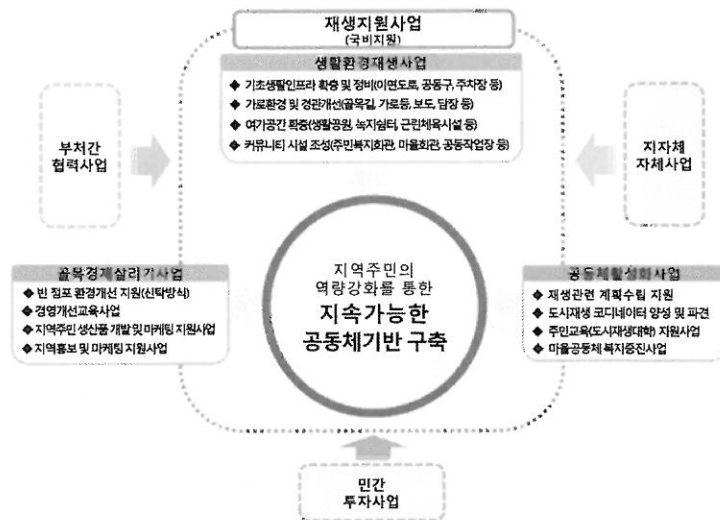 재생지원사업
(국비지원)
생활환경재생사업
◆ 기초생활인프라 확충 및 정비(이면도로, 공동구, 주차장 등)
◆ 가로환경 및 경관개선(골목길, 가로등, 보도, 담장 등)
◆ 여가공간 확충(생활공원, 녹지쉼터, 근린체육시설 등)
◆ 커뮤니티 시설 조성(주민복지회관, 마을회관, 공동작업장 등)
부처간
협력사업
지자체
자체사업
골목경제살리기사업
◆ 빈 점포 환경개선 지원(신탁방식)
◆ 경영개선교육사업
◆ 지역주민 생산품 개발 및 마케팅 지원사업
◆ 지역홍보 및 마케팅 지원사업
지역주민의
역량강화를 통한
지속가능한
공동체기반 구축
공동체활성화사업
◆ 재생관련 계획수립 지원
◆ 도시재생 코디네이터 양성 및 파견
◆ 주민교육(도시재생대학) 지원사업
◆ 마을공동체 복지증진사업
민간
투자사업